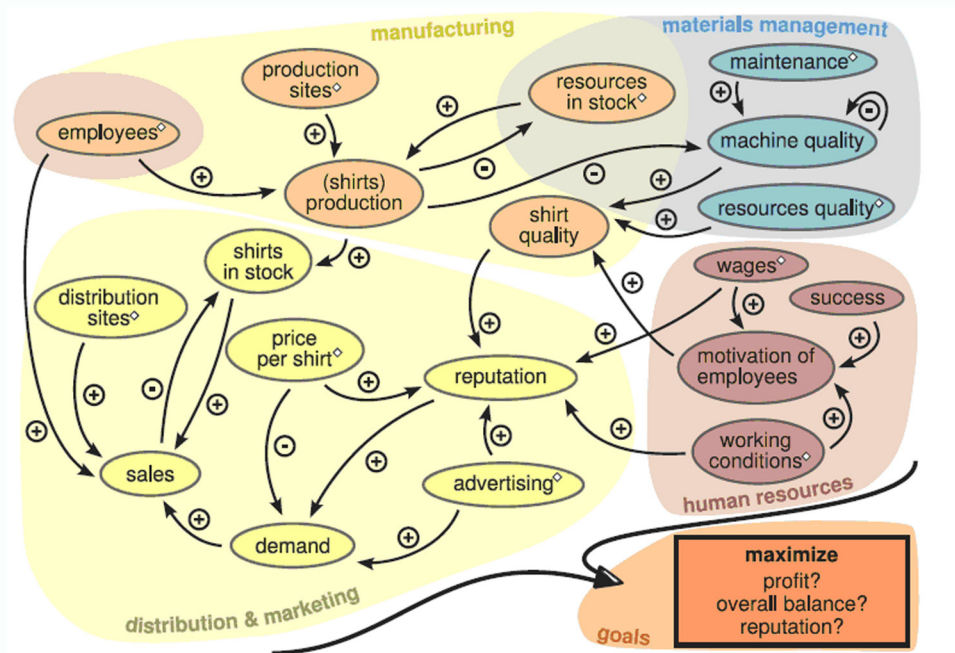 manufacturing
materials management
production
sites◇
resources
in stock◇
maintenance◇
employees◇
machine quality
(shirts)
production
resources quality◇
shirt
quality
shirts
in stock
wages◇
success
distribution
sites◇
price
per shirt◇
reputation
motivation of
employees
sales
advertising◇
working
conditions◇
human resources
demand
distribution & marketing
maximize
profit?
overall balance?
reputation?
goals
+
+
-
+
+
-
-
+
+
+
+
+
+
+
+
+
+
-
+
+
-
+
+
+
+
+